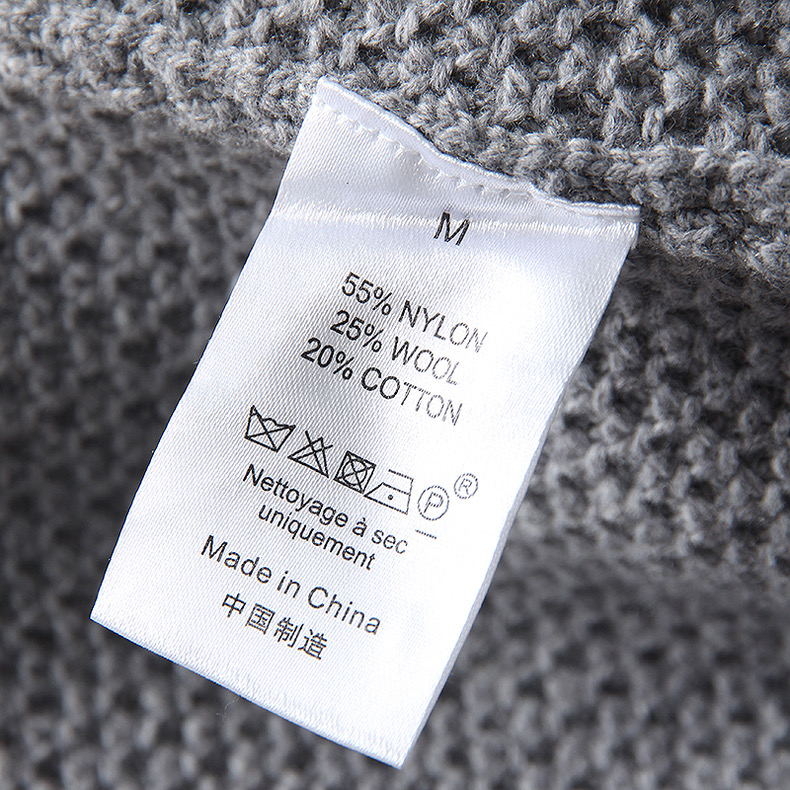 M
55% NYLON
25% WOOL
20% COTTON
P ®
Nettoyage à sec
uniquement
Made in China
中国制造